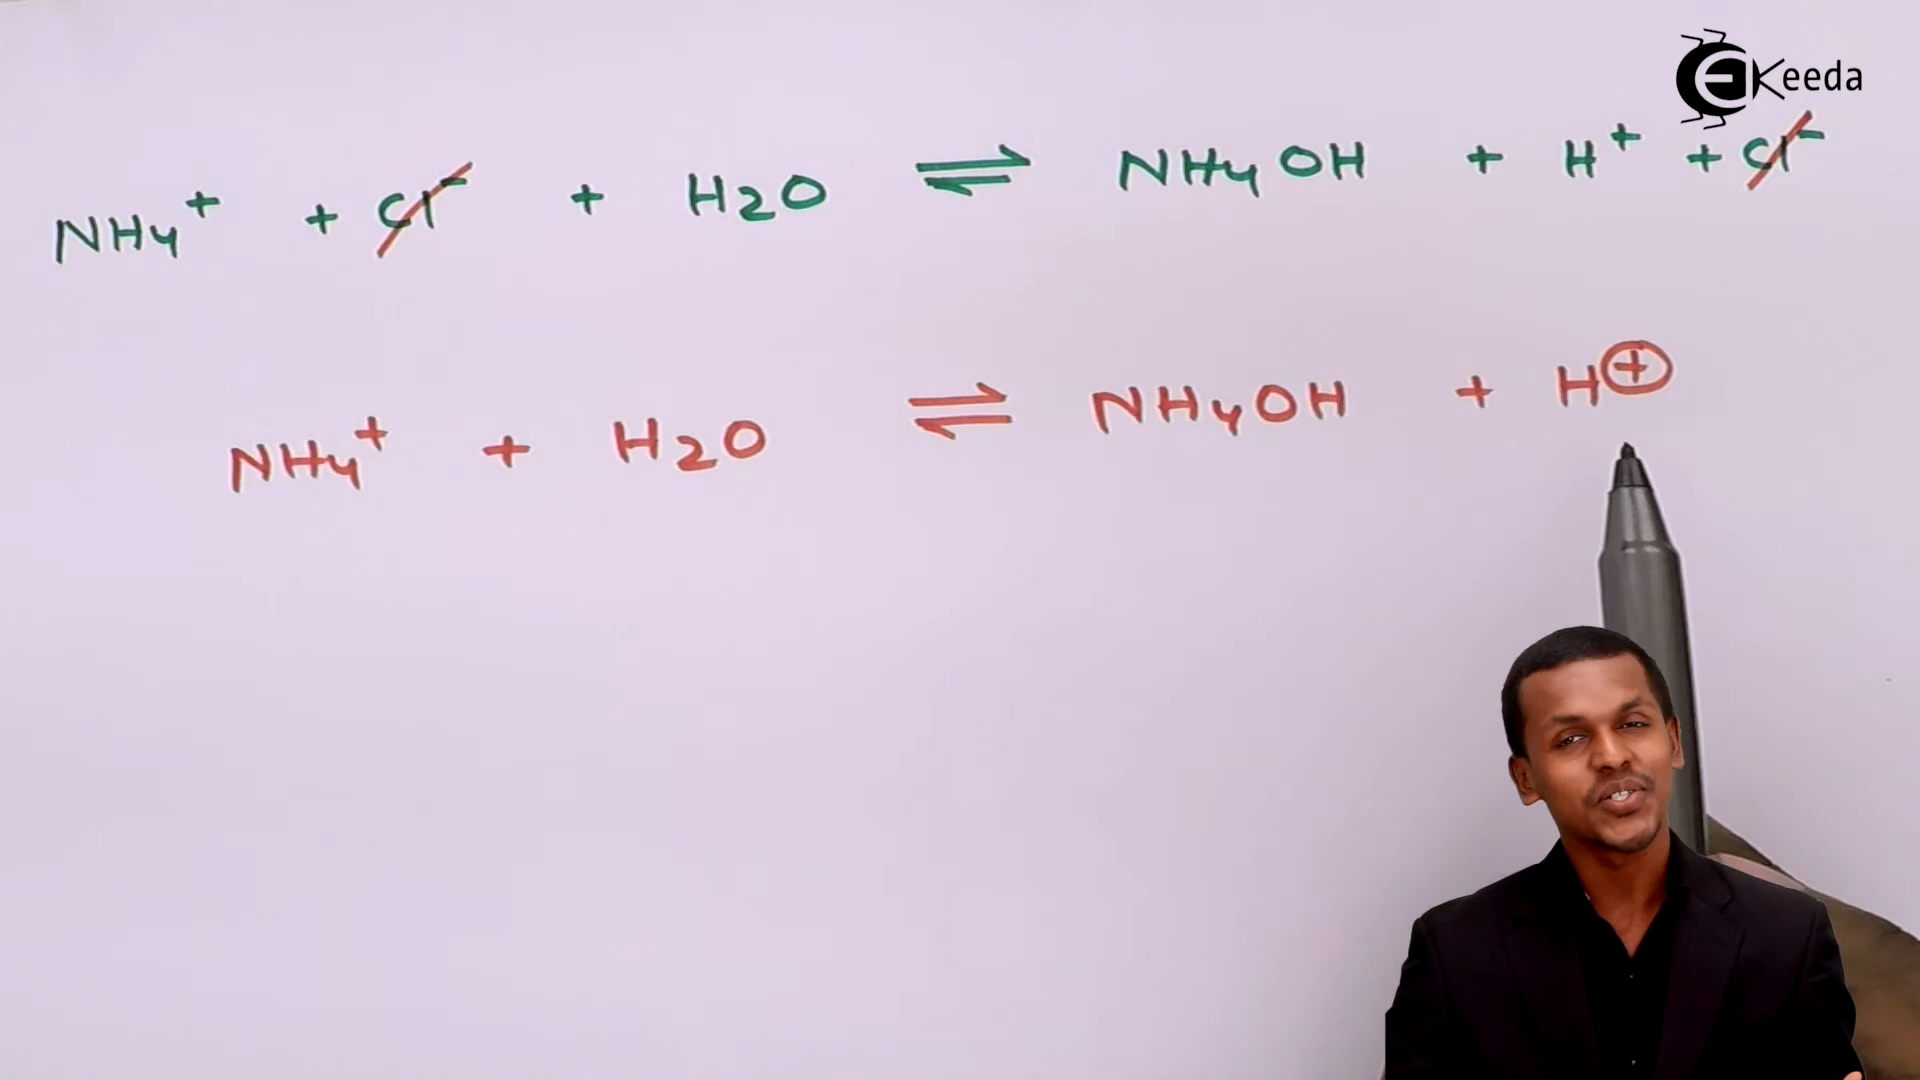 Keeda
NH4+ + Cl- + H2O ⇌ NH4OH + H+ + Cl-
NH4+ + H2O ⇌ NH4OH + H+